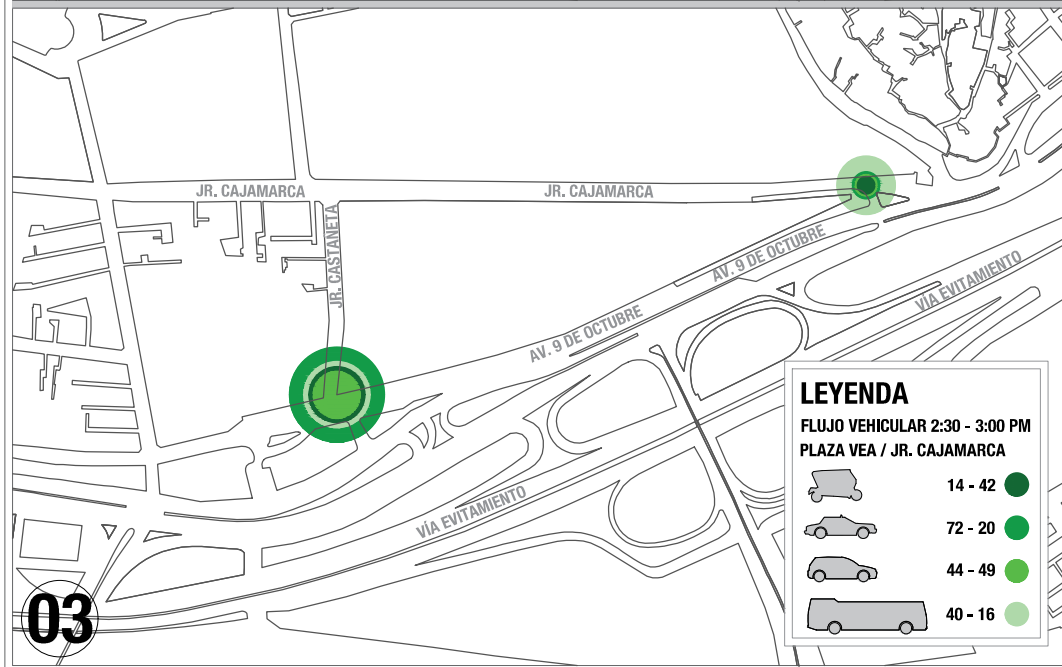 JR. CAJAMARCA
JR. CAJAMARCA
JR. CASTAÑETA
AV. 9 DE OCTUBRE
VÍA EVITAMIENTO
AV. 9 DE OCTUBRE
VÍA EVITAMIENTO
LEYENDA
FLUJO VEHICULAR 2:30 - 3:00 PM
PLAZA VEA / JR. CAJAMARCA
14 - 42
72 - 20
44 - 49
40 - 16
03